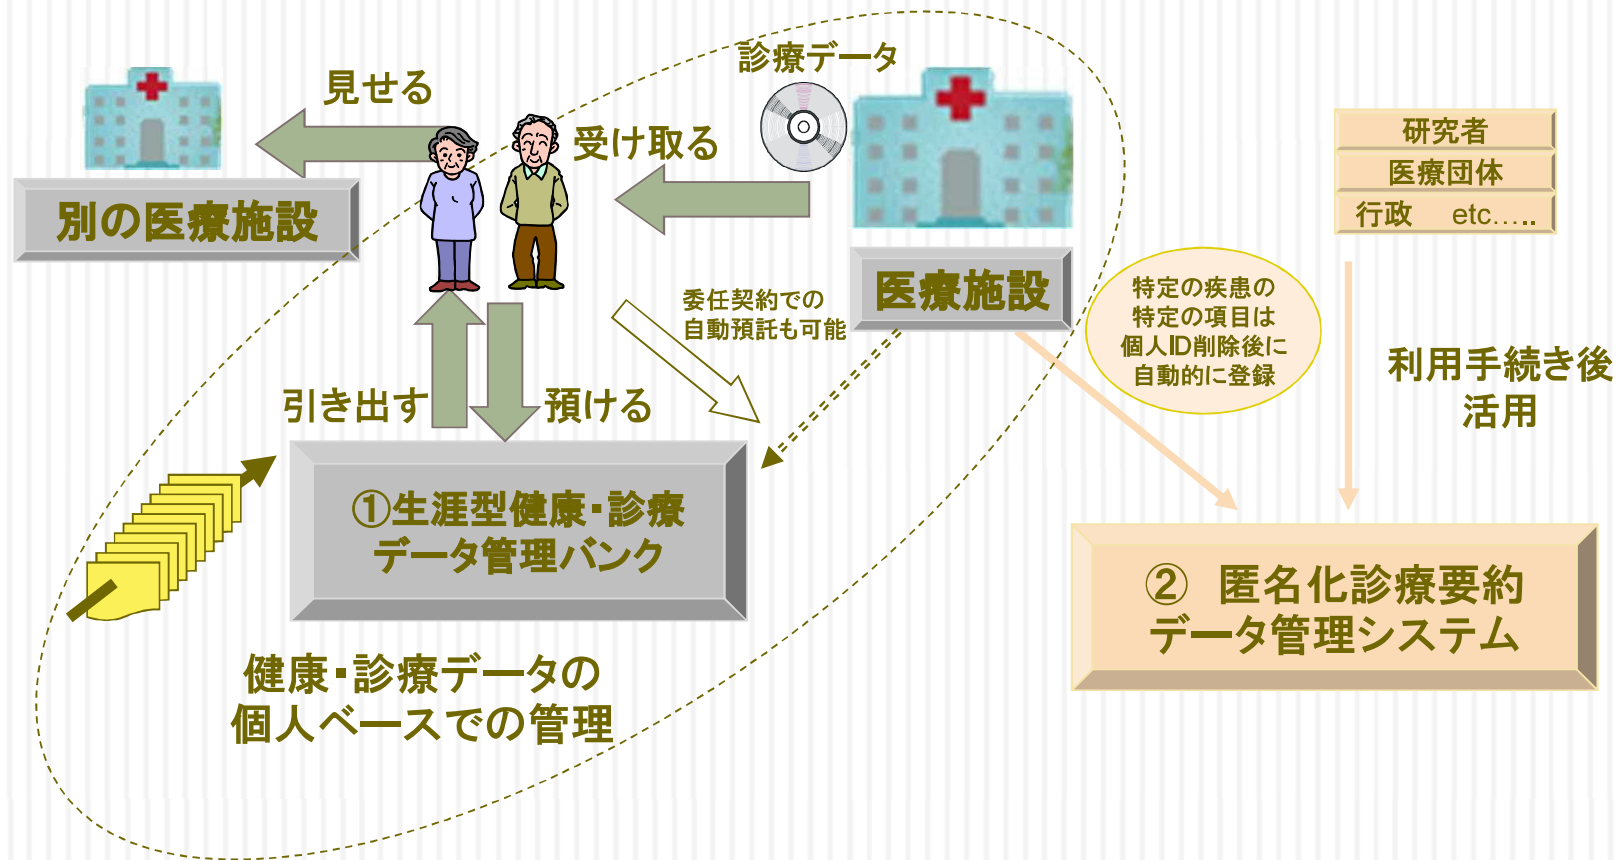 診療データ
見せる
受け取る
別の医療施設
医療施設
研究者
医療団体
行政 etc.....
委任契約での
自動預託も可能
特定の疾患の
特定の項目は
個人ID削除後に
自動的に登録
利用手続き後
活用
引き出す
預ける
①生涯型健康・診療
データ管理バンク
② 匿名化診療要約
データ管理システム
健康・診療データの
個人ベースでの管理